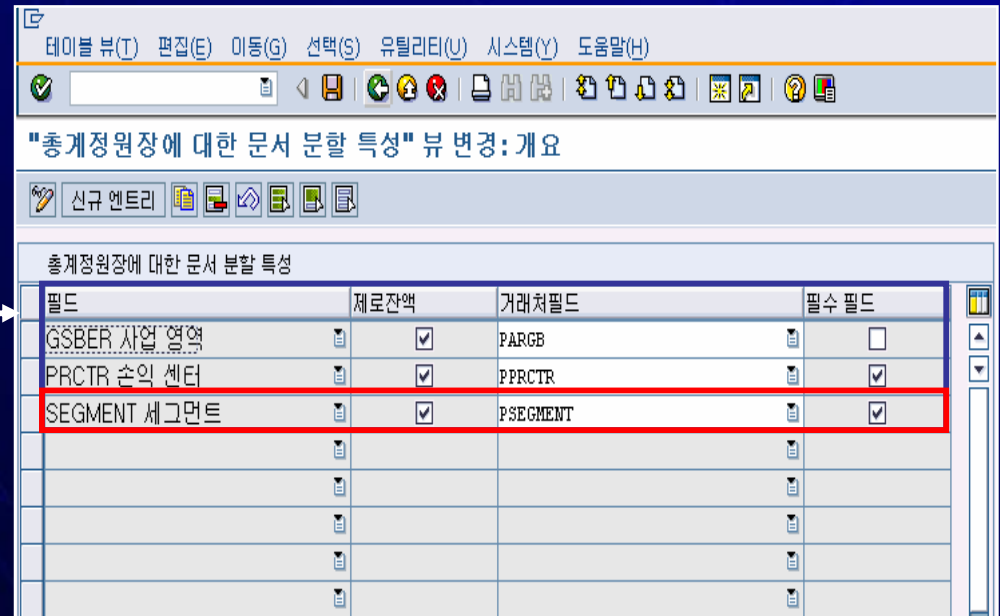 테이블 뷰(T) 편집(E) 이동(G) 선택(S) 유틸리티(U) 시스템(Y) 도움말(H)
"총계정원장에 대한 문서 분할 특성" 뷰 변경: 개요
신규 엔트리
총계정원장에 대한 문서 분할 특성
필드 제로잔액 거래처필드 필수 필드
GSBER 사업 영역 PARGB
PRCTR 손익 센터 PPRCTR
SEGMENT 세그먼트 PSEGMENT